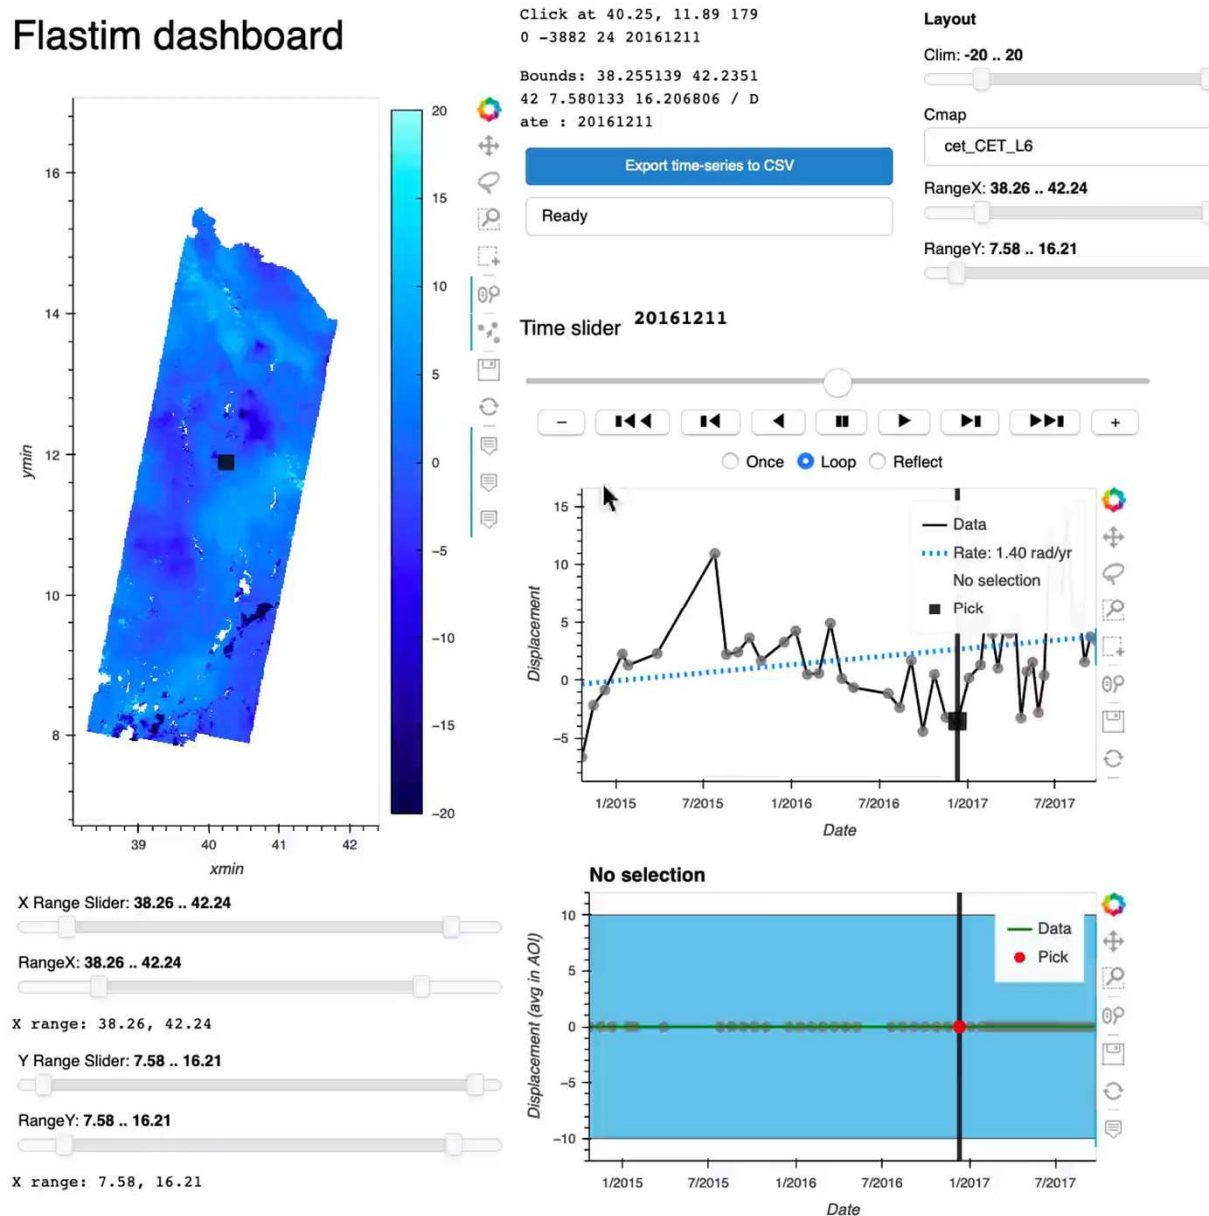 Flastim dashboard
Click at 40.25, 11.89 179
0 -3882 24 20161211
Bounds: 38.255139 42.2351
42 7.580133 16.206806 / D
ate : 20161211
Export time-series to CSV
Ready
Layout
Clim: -20 .. 20
Cmap
cet_CET_L6
RangeX: 38.26 .. 42.24
RangeY: 7.58 .. 16.21
16
14
12
10
8
ymin
39 40 41 42
xmin
20
15
10
5
0
−5
−10
−15
−20
Time slider 20161211
− +
Once Loop Reflect
15
10
5
0
−5
Displacement
Data
Rate: 1.40 rad/yr
No selection
Pick
1/2015 7/2015 1/2016 7/2016 1/2017 7/2017
Date
X Range Slider: 38.26 .. 42.24
RangeX: 38.26 .. 42.24
X range: 38.26, 42.24
Y Range Slider: 7.58 .. 16.21
RangeY: 7.58 .. 16.21
X range: 7.58, 16.21
No selection
10
5
0
−5
−10
Displacement (avg in AOI)
Data
Pick
1/2015 7/2015 1/2016 7/2016 1/2017 7/2017
Date